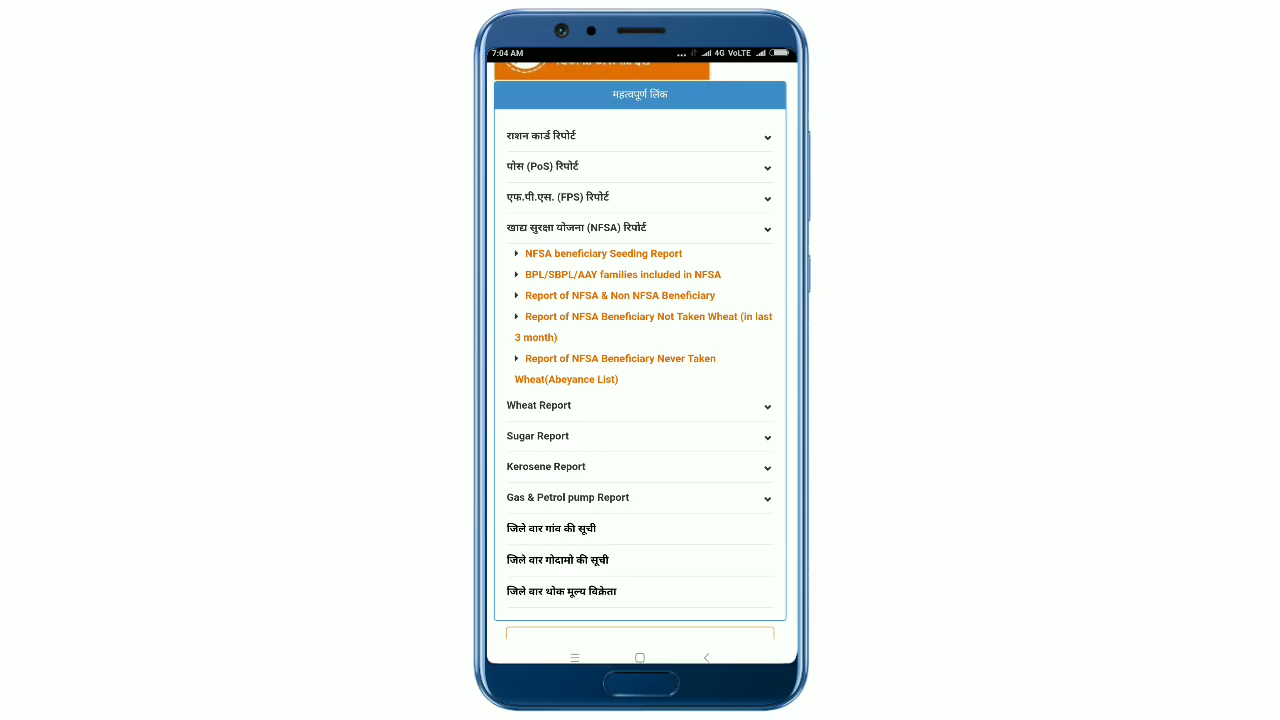 7:04 AM
4G VoLTE
महत्वपूर्ण लिंक
राशन कार्ड रिपोर्ट
पोस (PoS) रिपोर्ट
एफ.पी.एस. (FPS) रिपोर्ट
खाद्य सुरक्षा योजना (NFSA) रिपोर्ट
NFSA beneficiary Seeding Report
BPL/SBPL/AAY families included in NFSA
Report of NFSA & Non NFSA Beneficiary
Report of NFSA Beneficiary Not Taken Wheat (in last
3 month)
Report of NFSA Beneficiary Never Taken
Wheat(Abeyance List)
Wheat Report
Sugar Report
Kerosene Report
Gas & Petrol pump Report
जिले वार गांव की सूची
जिले वार गोदामो की सूची
जिले वार थोक मूल्य विक्रेता